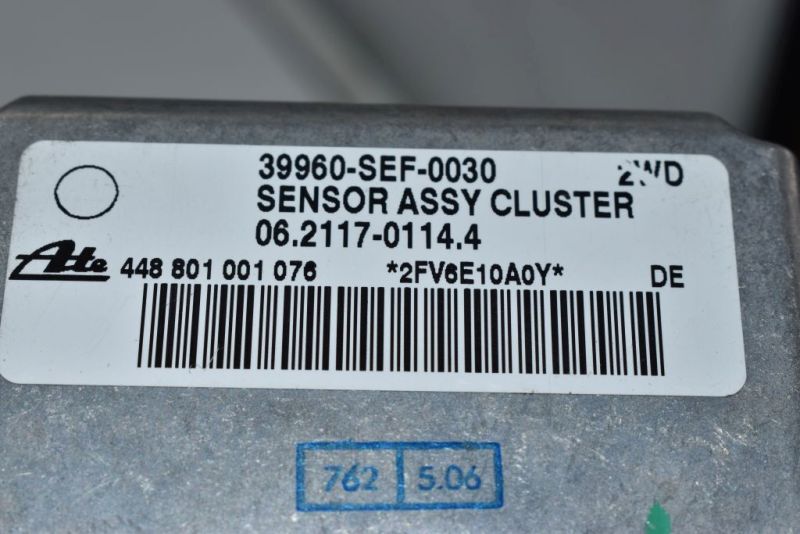 39960-SEF-0030 2WD
SENSOR ASSY CLUSTER
06.2117-0114.4
Ate 448 801 001 076 *2FV6E10A0Y* DE
762 5.06